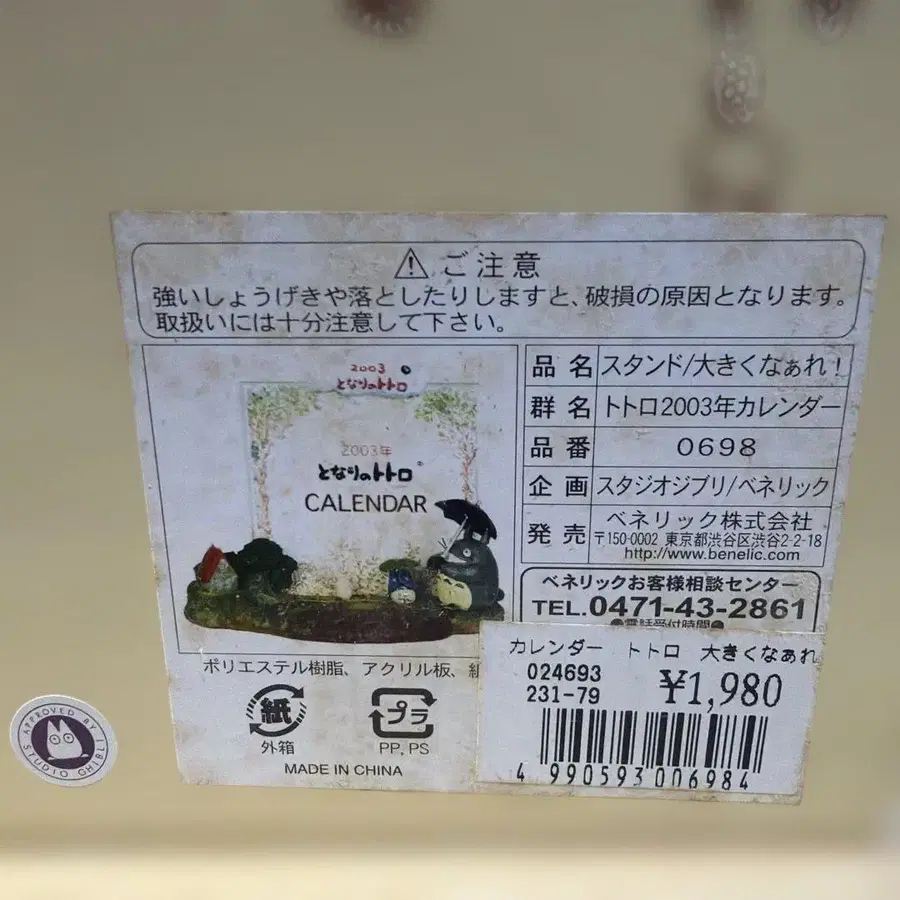 ご注意
強いしょうげきや落としたりしますと、破損の原因となります。
取扱いには十分注意して下さい。
2003
となりのトトロ
2003年
となりのトトロ
CALENDAR
品名 スタンド/大きくなぁれ!
群名 トトロ2003年カレンダー
品番 0698
企画 スタジオジブリ/ベネリック
発売 ベネリック株式会社
〒150-0002 東京都渋谷区渋谷2-2-18
http://www.benelic.com
ベネリックお客様相談センター
TEL.0471-43-2861
●電話受付時間●
ポリエステル樹脂、アクリル板、
紙
外箱
プラ
PP, PS
MADE IN CHINA
カレンダー トトロ 大きくなぁれ
024693
231-79
¥1,980
4 990593 006984
APPROVED BY
STUDIO GHIBLI